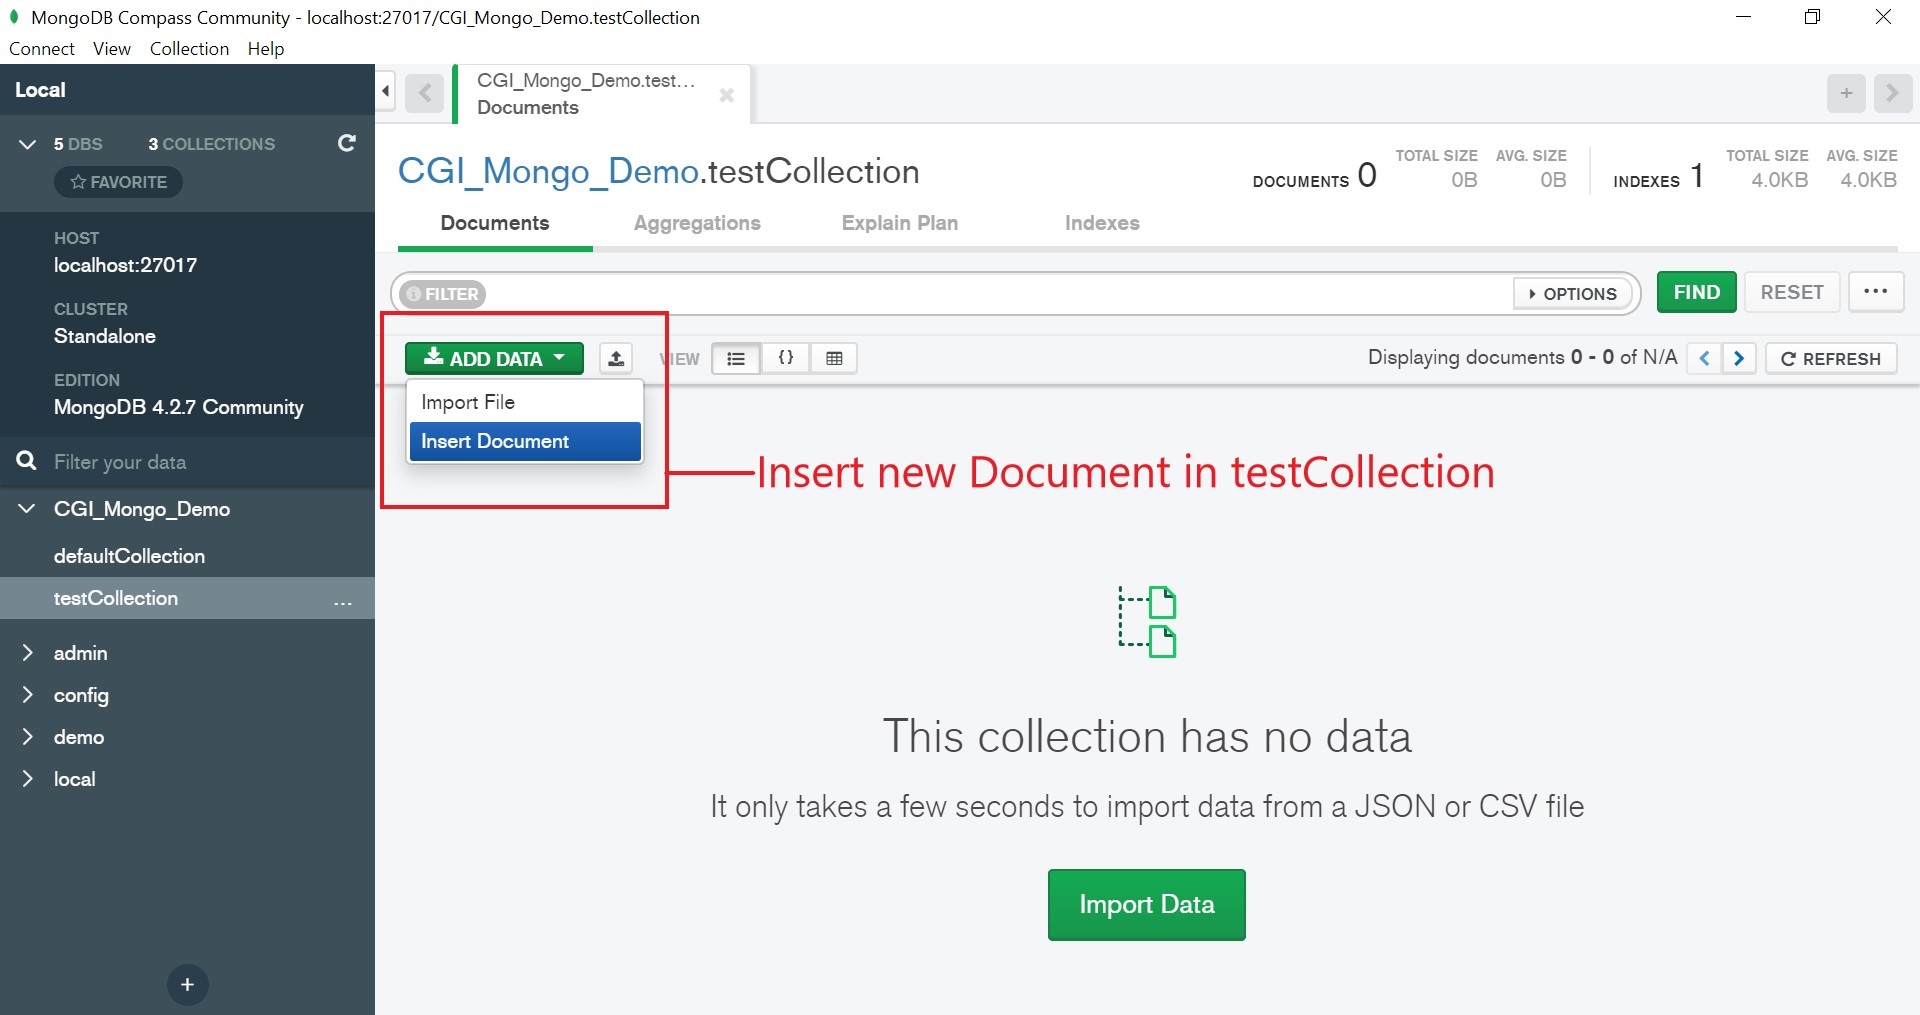 MongoDB Compass Community - localhost:27017/CGI_Mongo_Demo.testCollection
Connect View Collection Help
Local
5 DBS 3 COLLECTIONS
FAVORITE
HOST
localhost:27017
CLUSTER
Standalone
EDITION
MongoDB 4.2.7 Community
Filter your data
CGI_Mongo_Demo
defaultCollection
testCollection ...
admin
config
demo
local
+
CGI_Mongo_Demo.test...
Documents
+
CGI_Mongo_Demo.testCollection
DOCUMENTS 0
TOTAL SIZE AVG. SIZE
0B 0B
INDEXES 1
TOTAL SIZE AVG. SIZE
4.0KB 4.0KB
Documents Aggregations Explain Plan Indexes
FILTER OPTIONS FIND RESET ...
ADD DATA VIEW {} Displaying documents 0 - 0 of N/A REFRESH
Import File
Insert Document
Insert new Document in testCollection
This collection has no data
It only takes a few seconds to import data from a JSON or CSV file
Import Data